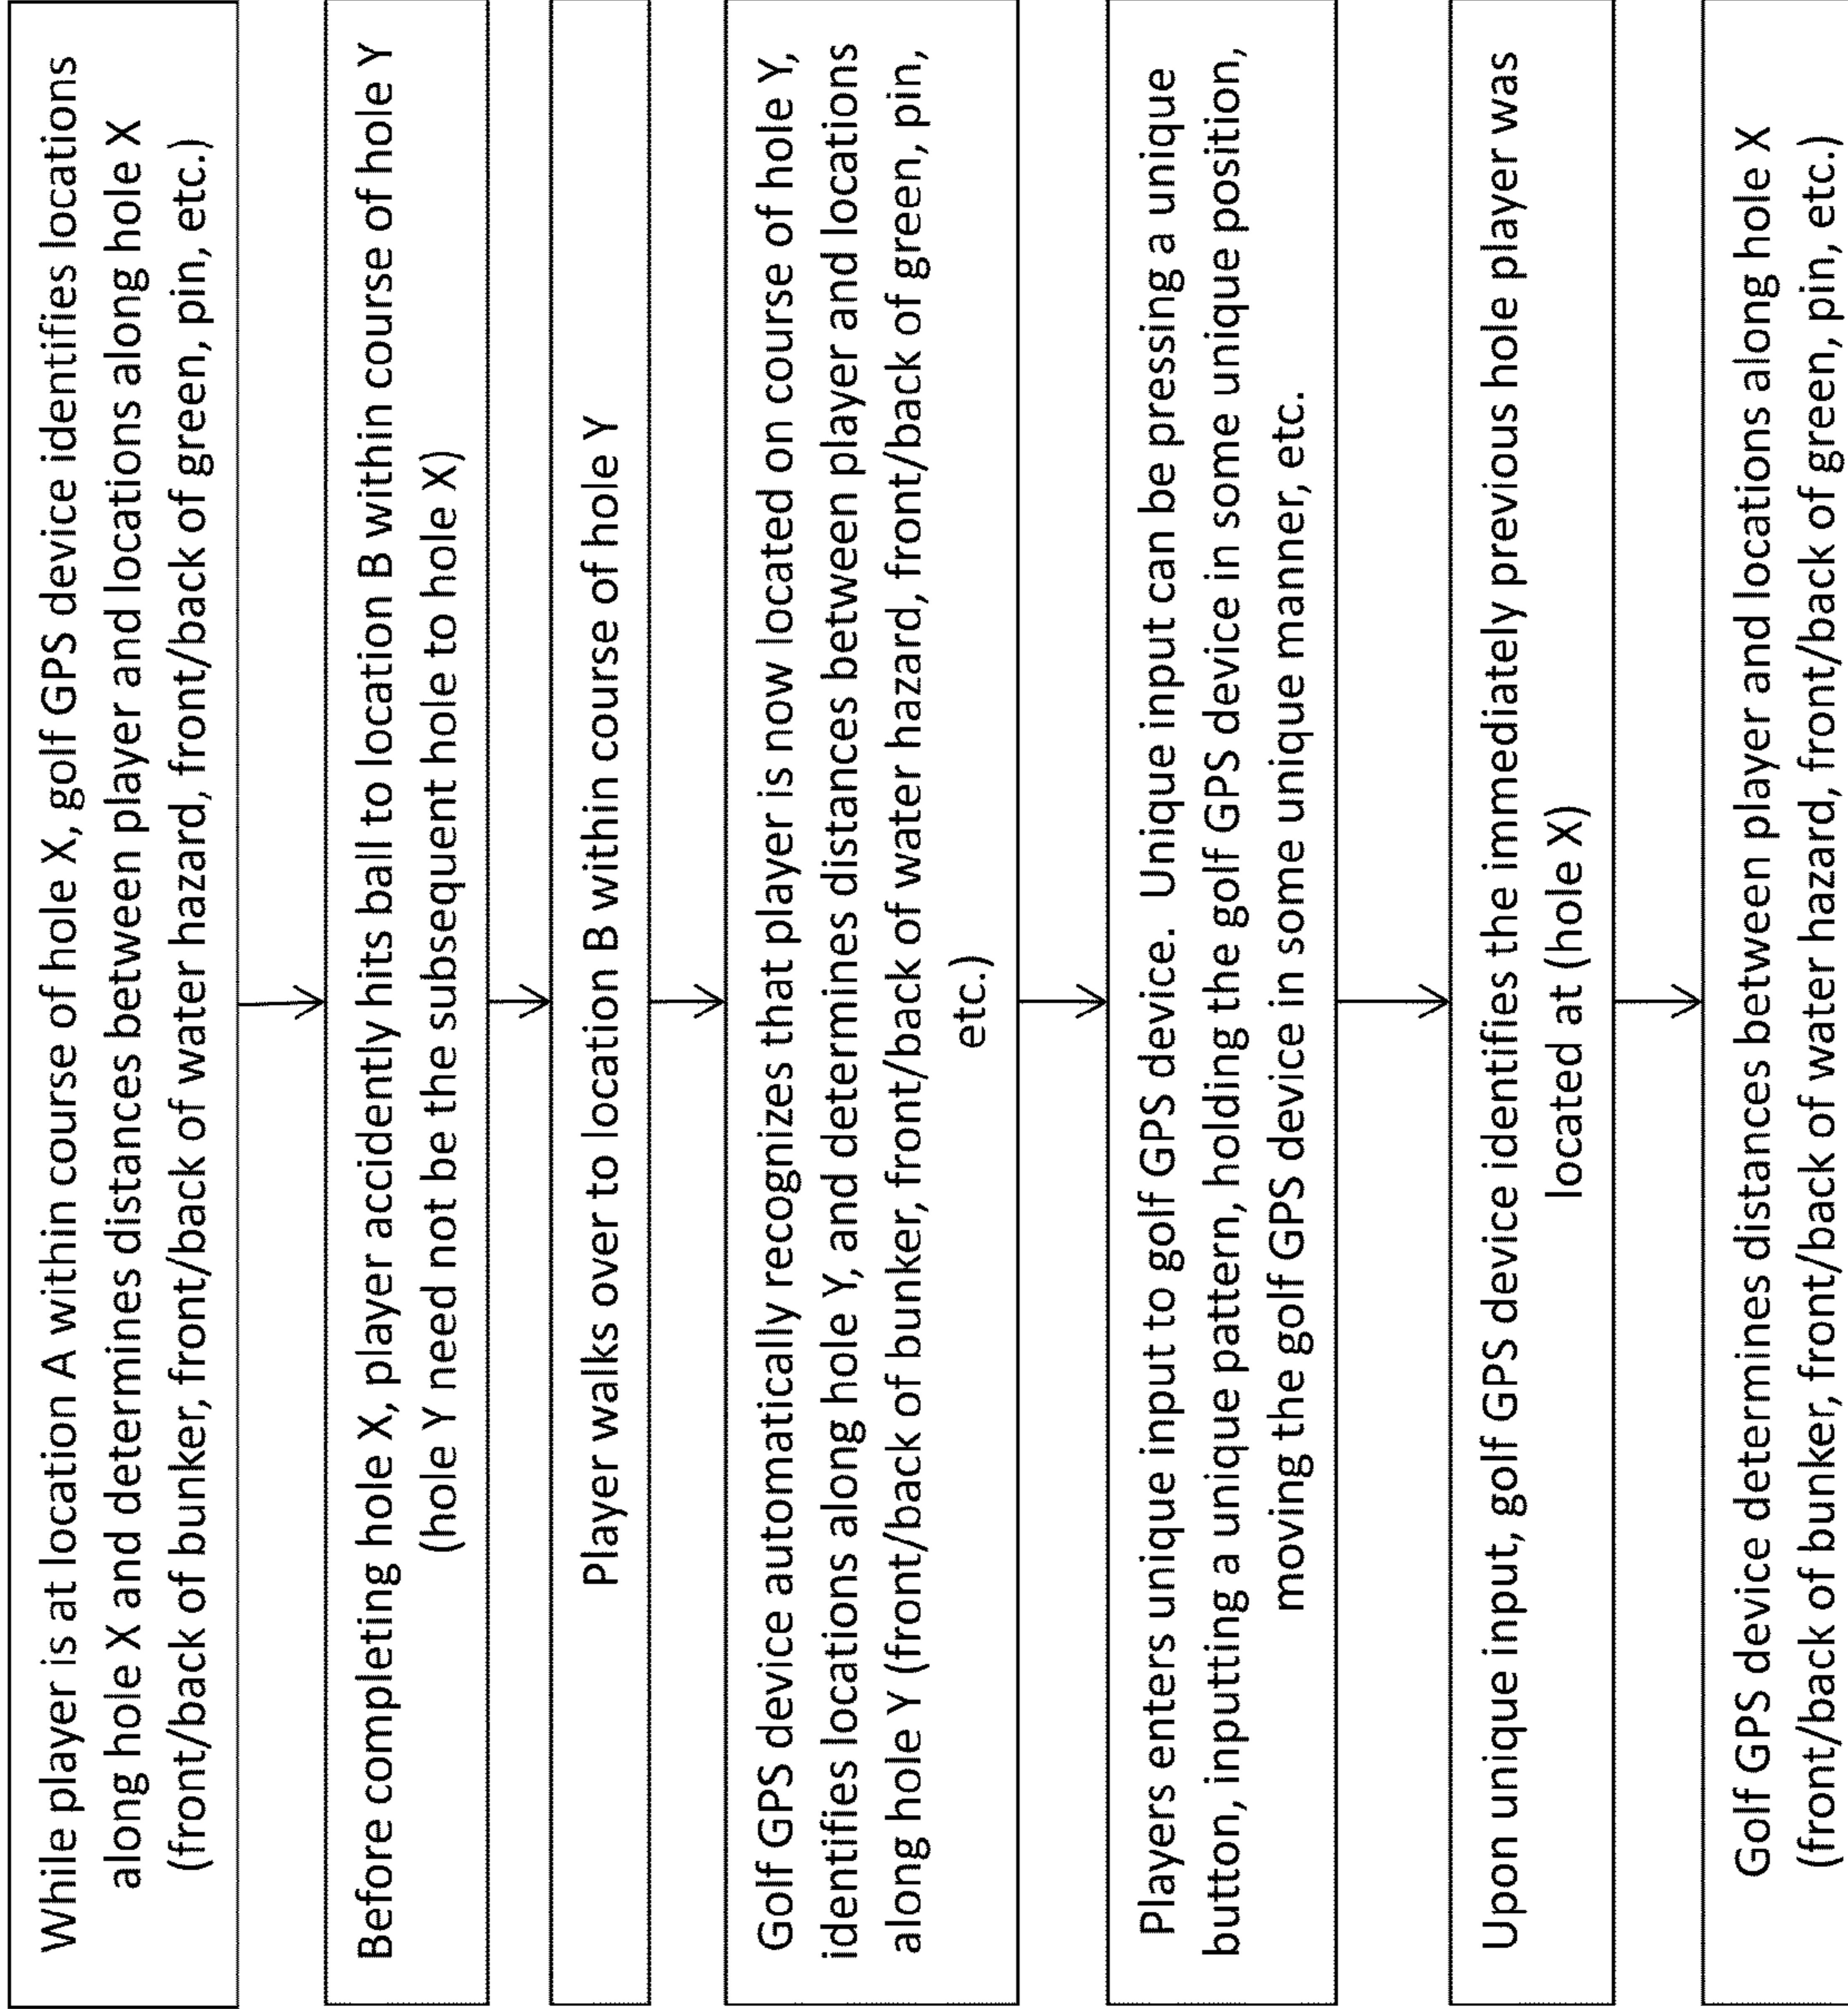 While player is at location A within course of hole X, golf GPS device identifies locations
along hole X and determines distances between player and locations along hole X
(front/back of bunker, front/back of water hazard, front/back of green, pin, etc.)
Before completing hole X, player accidently hits ball to location B within course of hole Y
(hole Y need not be the subsequent hole to hole X)
Player walks over to location B within course of hole Y
Golf GPS device automatically recognizes that player is now located on course of hole Y,
identifies locations along hole Y, and determines distances between player and locations
along hole Y (front/back of bunker, front/back of water hazard, front/back of green, pin,
etc.)
Players enters unique input to golf GPS device.  Unique input can be pressing a unique
button, inputting a unique pattern, holding the golf GPS device in some unique position,
moving the golf GPS device in some unique manner, etc.
Upon unique input, golf GPS device identifies the immediately previous hole player was
located at (hole X)
Golf GPS device determines distances between player and locations along hole X
(front/back of bunker, front/back of water hazard, front/back of green, pin, etc.)